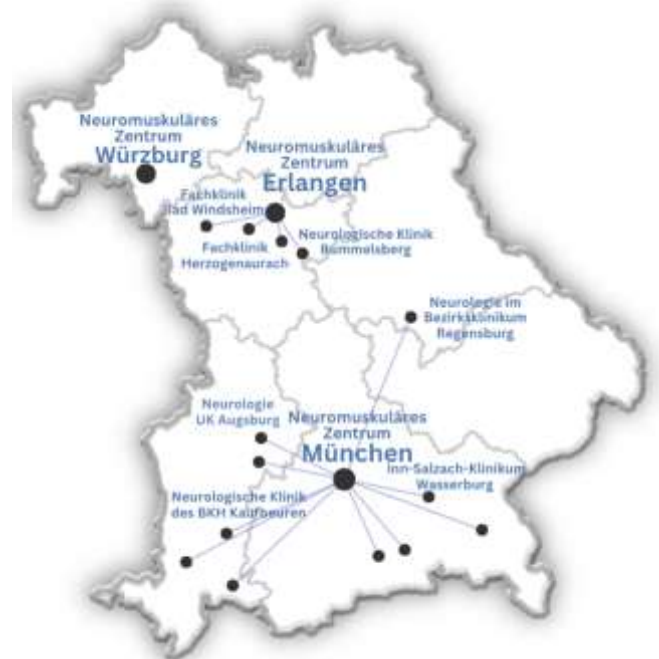 Neuromuskuläres
Zentrum
Würzburg
Neuromuskuläres
Zentrum
Erlangen
Fachklinik
Bad Windsheim
Fachklinik
Herzogenaurach
Neurologische Klinik
Rummelsberg
Neurologie im
Bezirksklinikum
Regensburg
Neurologie
UK Augsburg
Neuromuskuläres
Zentrum
München
Inn-Salzach-Klinikum
Wasserburg
Neurologische Klinik
des BKH Kaufbeuren